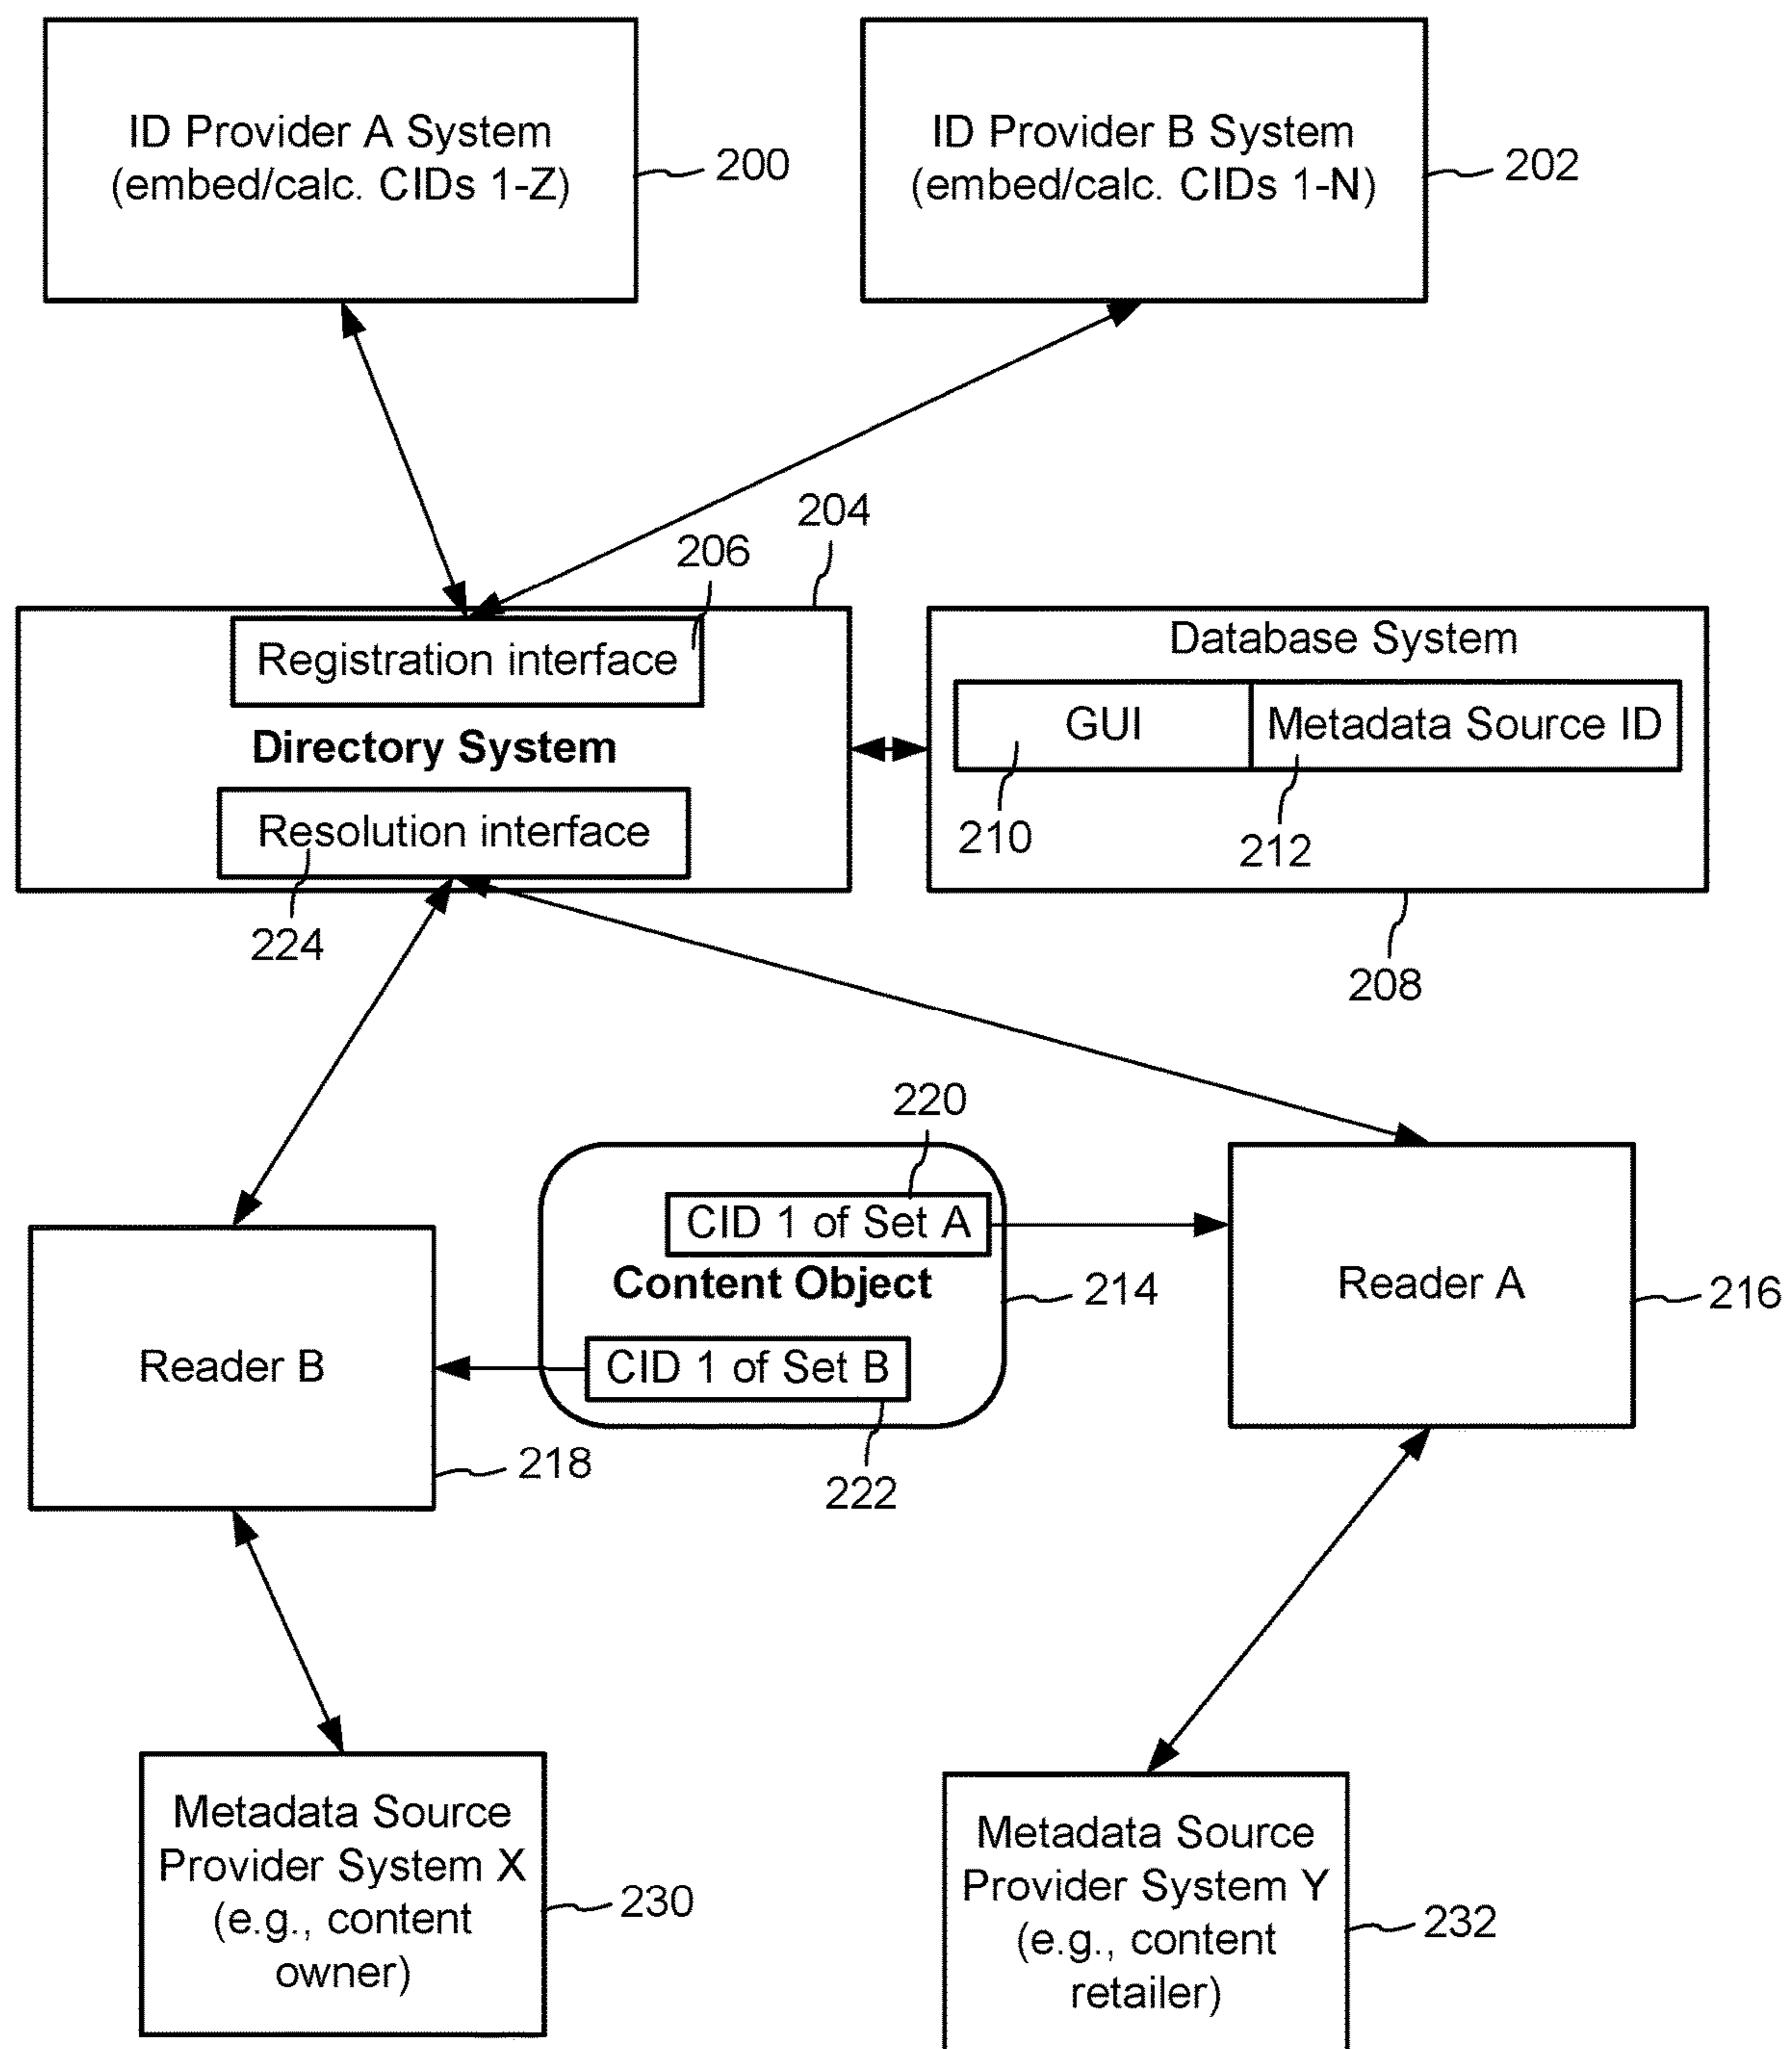 ID Provider A System
(embed/calc. CIDs 1-Z)
200
ID Provider B System
(embed/calc. CIDs 1-N)
202
204
206
Registration interface
Directory System
Resolution interface
224
Database System
GUI
Metadata Source ID
210
212
208
220
CID 1 of Set A
Content Object
214
CID 1 of Set B
222
Reader A
216
Reader B
218
Metadata Source
Provider System X
(e.g., content
owner)
230
Metadata Source
Provider System Y
(e.g., content
retailer)
232